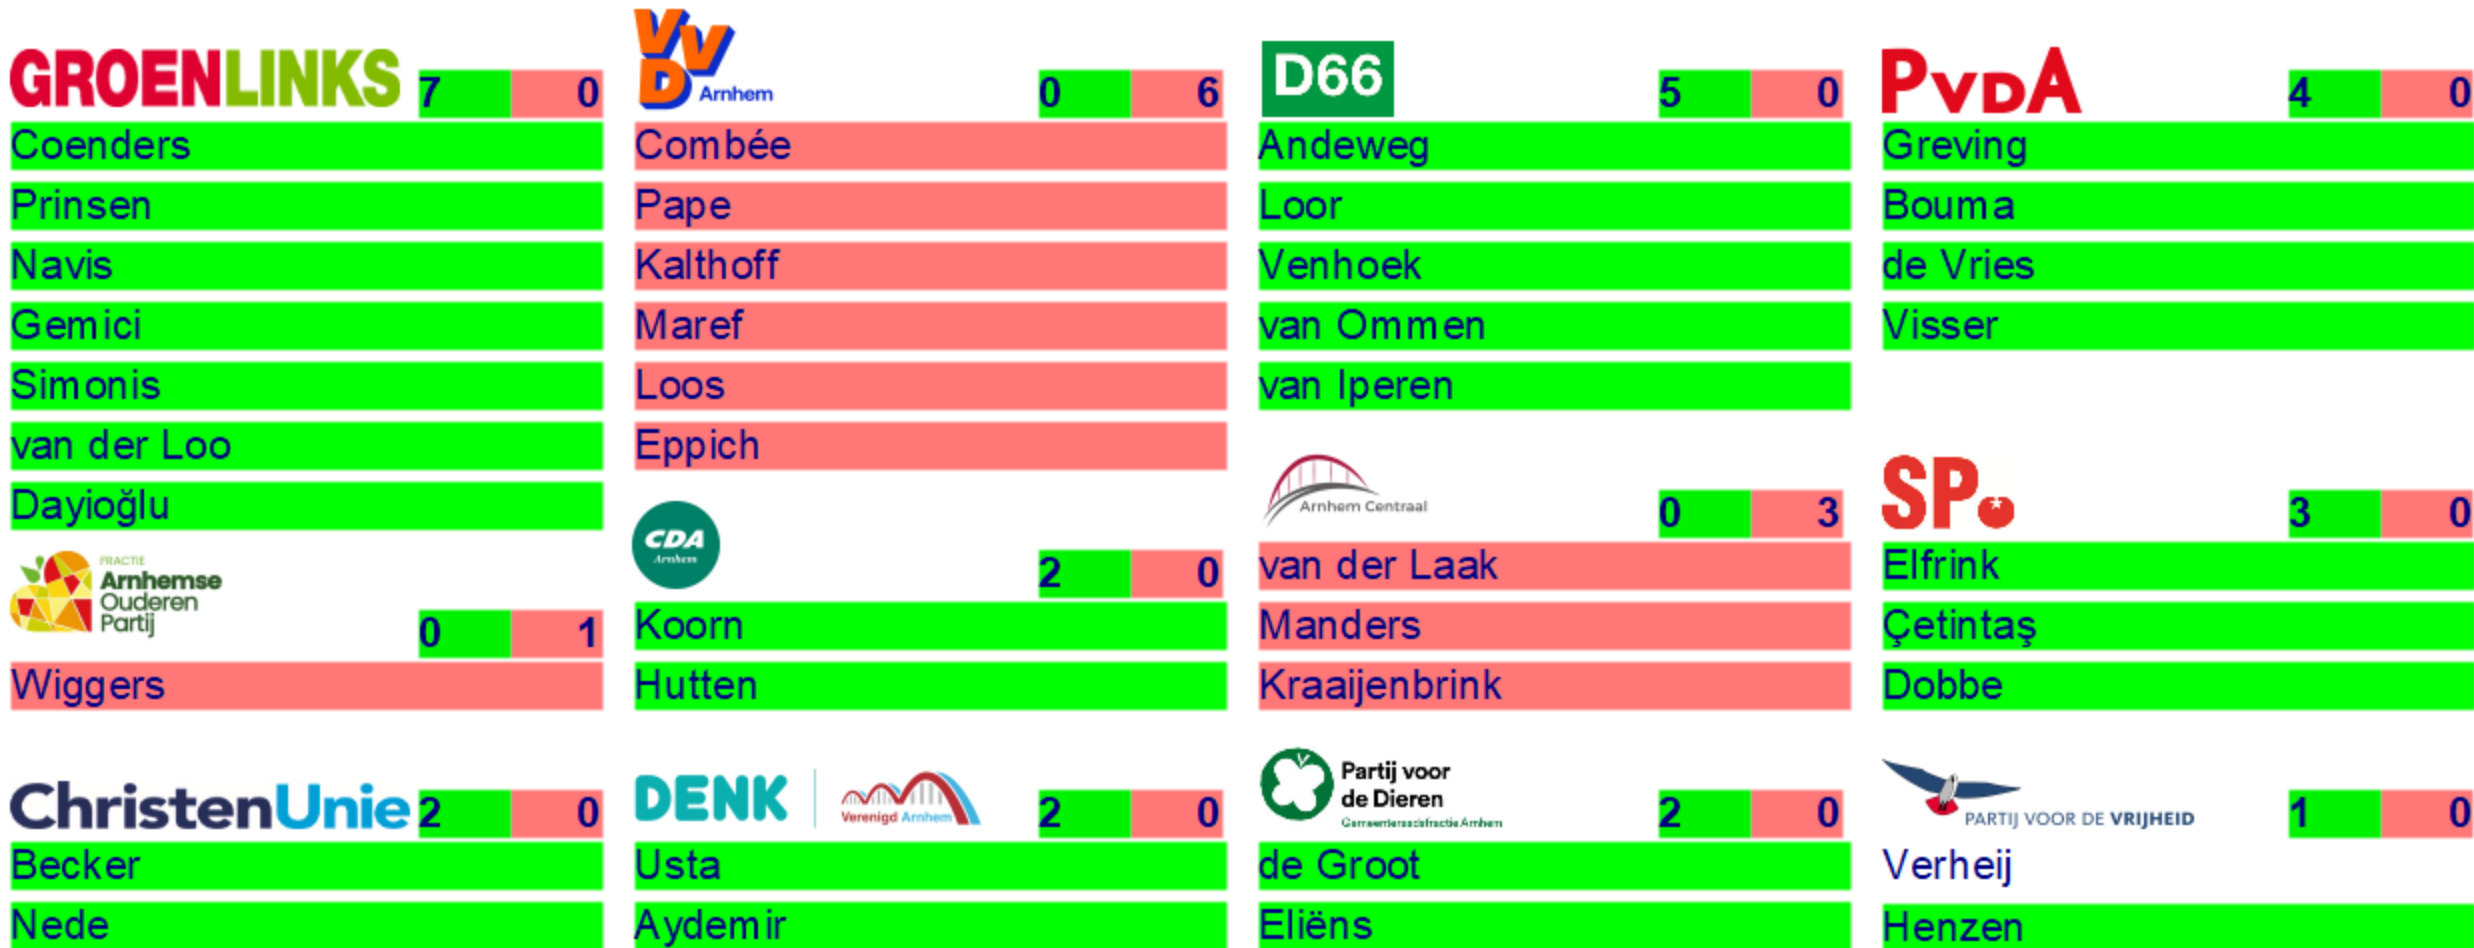 GROENLINKS 7 0
Coenders
Prinsen
Navis
Gemici
Simonis
van der Loo
Dayioğlu
FRACTIE
Arnhemse
Ouderen
Partij
0 1
Wiggers
ChristenUnie 2 0
Becker
Nede
VVD Arnhem 0 6
Combée
Pape
Kalthoff
Maref
Loos
Eppich
CDA
Arnhem
2 0
Koorn
Hutten
DENK Verenigd Arnhem 2 0
Usta
Aydemir
D66 5 0
Andeweg
Loor
Venhoek
van Ommen
van Iperen
Arnhem Centraal 0 3
van der Laak
Manders
Kraaijenbrink
Partij voor
de Dieren
Gemeenteraadsfractie Arnhem
2 0
de Groot
Eliëns
PvdA 4 0
Greving
Bouma
de Vries
Visser
SP 3 0
Elfrink
Çetintaş
Dobbe
PARTIJ VOOR DE VRIJHEID 1 0
Verheij
Henzen